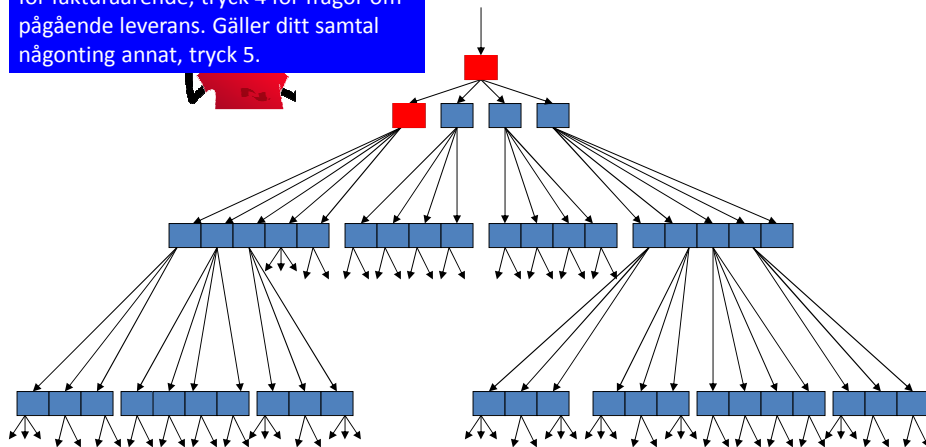 för fakturaärende, tryck 4 för frågor om
pågående leverans. Gäller ditt samtal
någonting annat, tryck 5.